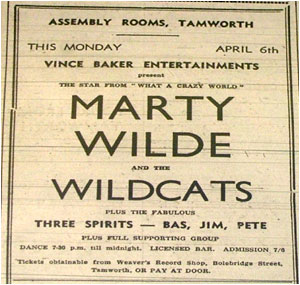 ASSEMBLY ROOMS, TAMWORTH
THIS MONDAY APRIL 6th
VINCE BAKER ENTERTAINMENTS
present
THE STAR FROM "WHAT A CRAZY WORLD"
MARTY
WILDE
AND THE
WILDCATS
PLUS THE FABULOUS
THREE SPIRITS — BAS, JIM, PETE
PLUS FULL SUPPORTING GROUP
DANCE 7-30 p.m. till midnight. LICENSED BAR. ADMISSION 7/6
Tickets obtainable from Weaver's Record Shop, Bolebridge Street,
Tamworth, OR PAY AT DOOR.